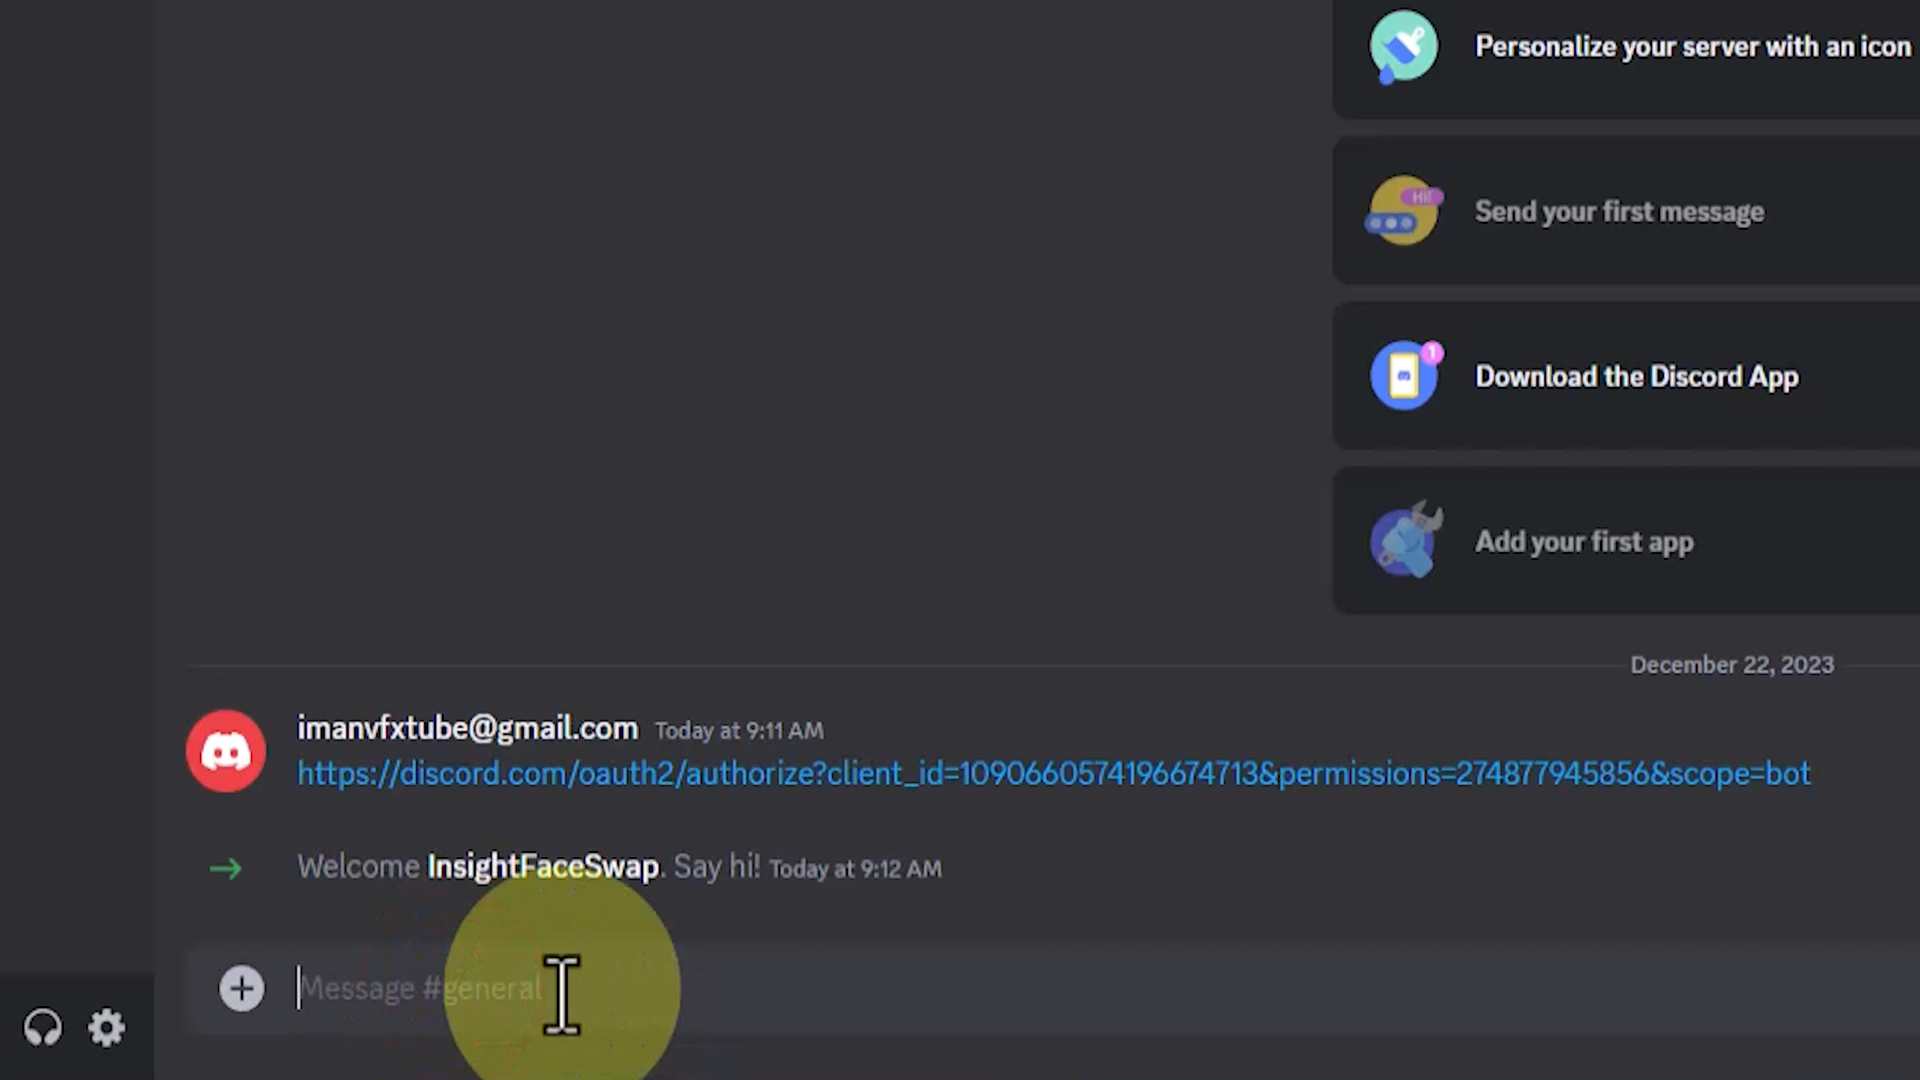 Personalize your server with an icon
Hi!
Send your first message
1
Download the Discord App
Add your first app
December 22, 2023
imanvfxtube@gmail.com Today at 9:11 AM
https://discord.com/oauth2/authorize?client_id=1090660574196674713&permissions=274877945856&scope=bot
Welcome InsightFaceSwap. Say hi! Today at 9:12 AM
Message #general